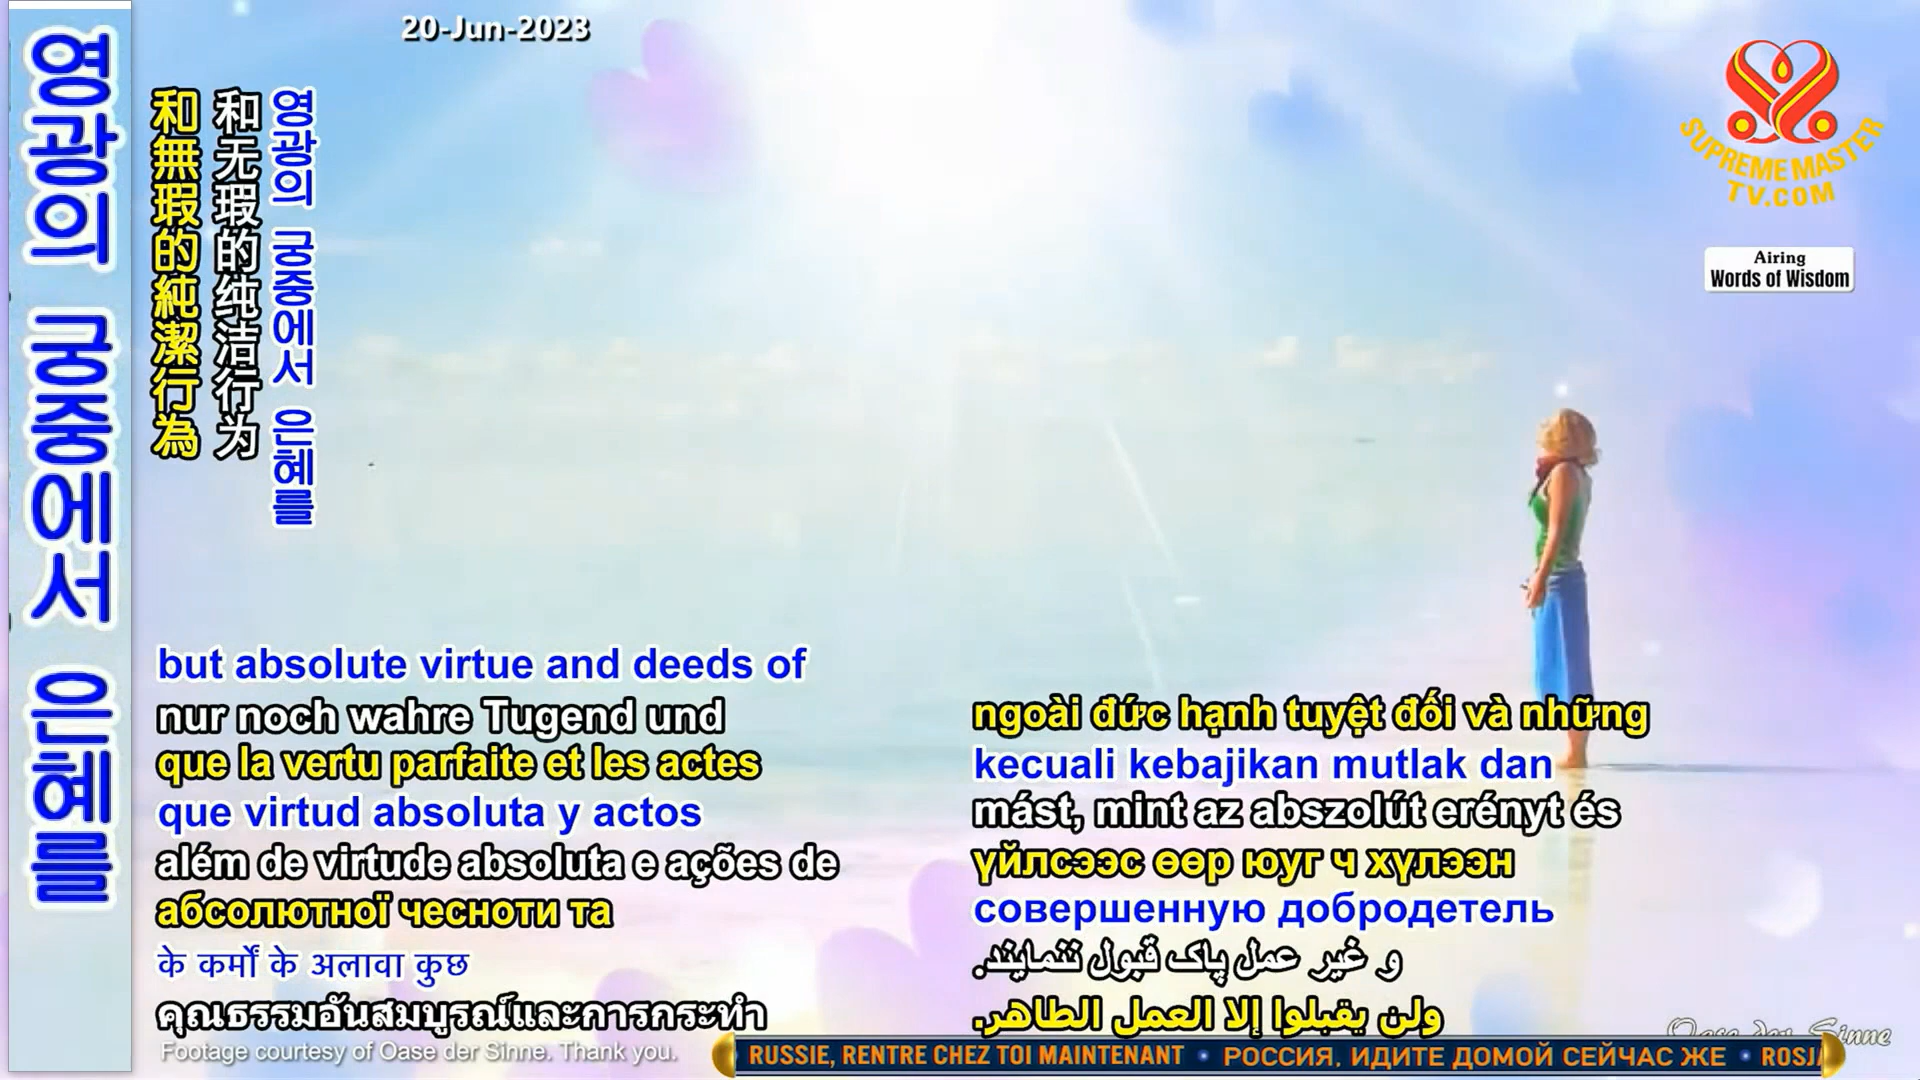 20-Jun-2023
영광의 궁중에서 은혜를
和無瑕的純潔行為
和无瑕的纯洁行为
영광의 궁중에서 은혜를
SUPREME MASTER
TV.COM
Airing
Words of Wisdom
but absolute virtue and deeds of
nur noch wahre Tugend und
que la vertu parfaite et les actes
que virtud absoluta y actos
além de virtude absoluta e ações de
абсолютної чесноти та
के कर्मों के अलावा कुछ
คุณธรรมอันสมบูรณ์และการกระทำ
ngoài đức hạnh tuyệt đối và những
kecuali kebajikan mutlak dan
mást, mint az abszolút erényt és
үйлсээс өөр юуг ч хүлээн
совершенную добродетель
و غیر عمل پاک قبول ننمایند.
ولن يقبلوا إلا العمل الطاهر.
Oase der Sinne
Footage courtesy of Oase der Sinne. Thank you.
RUSSIE, RENTRE CHEZ TOI MAINTENANT • РОССИЯ, ИДИТЕ ДОМОЙ СЕЙЧАС ЖЕ • ROSJA